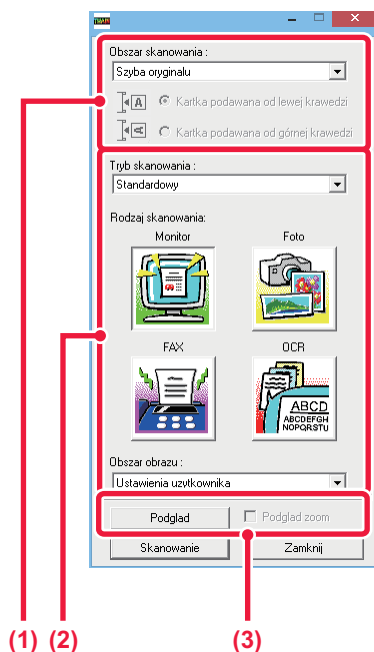 TWAIN
Obszar skanowania :
Szyba oryginalu
A Kartka podawana od lewej krawedzi
A Kartka podawana od górnej krawedzi
Tryb skanowania :
Standardowy
Rodzaj skanowania:
Monitor Foto
FAX OCR
ABCD
ABCDEFGH
NOPQRSTU
Obszar obrazu :
Ustawienia uzytkownika
Podglad Podglad zoom
Skanowanie Zamknij
(1) (2) (3)